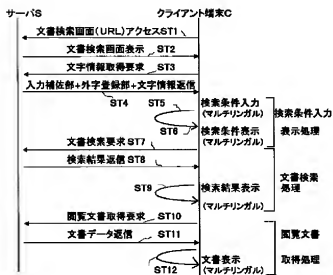 サーバS クライアント端末C
文書検索画面(URL)アクセスST1
文書検索画面表示 ST2
文字情報取得要求 ST3
入力補佐部+外字登録部+文字情報返信
ST4 ST5 検索条件入力
(マルチリンガル) 検索条件入力
ST6 検索条件表示 表示処理
(マルチリンガル)
文書検索要求 ST7
検索結果返信 ST8
文書検索
ST9 検索結果表示 処理
(マルチリンガル)
閲覧文書取得要求 ST10
文書データ返信 ST11 閲覧文書
文書表示 取得処理
ST12 (マルチリンガル)